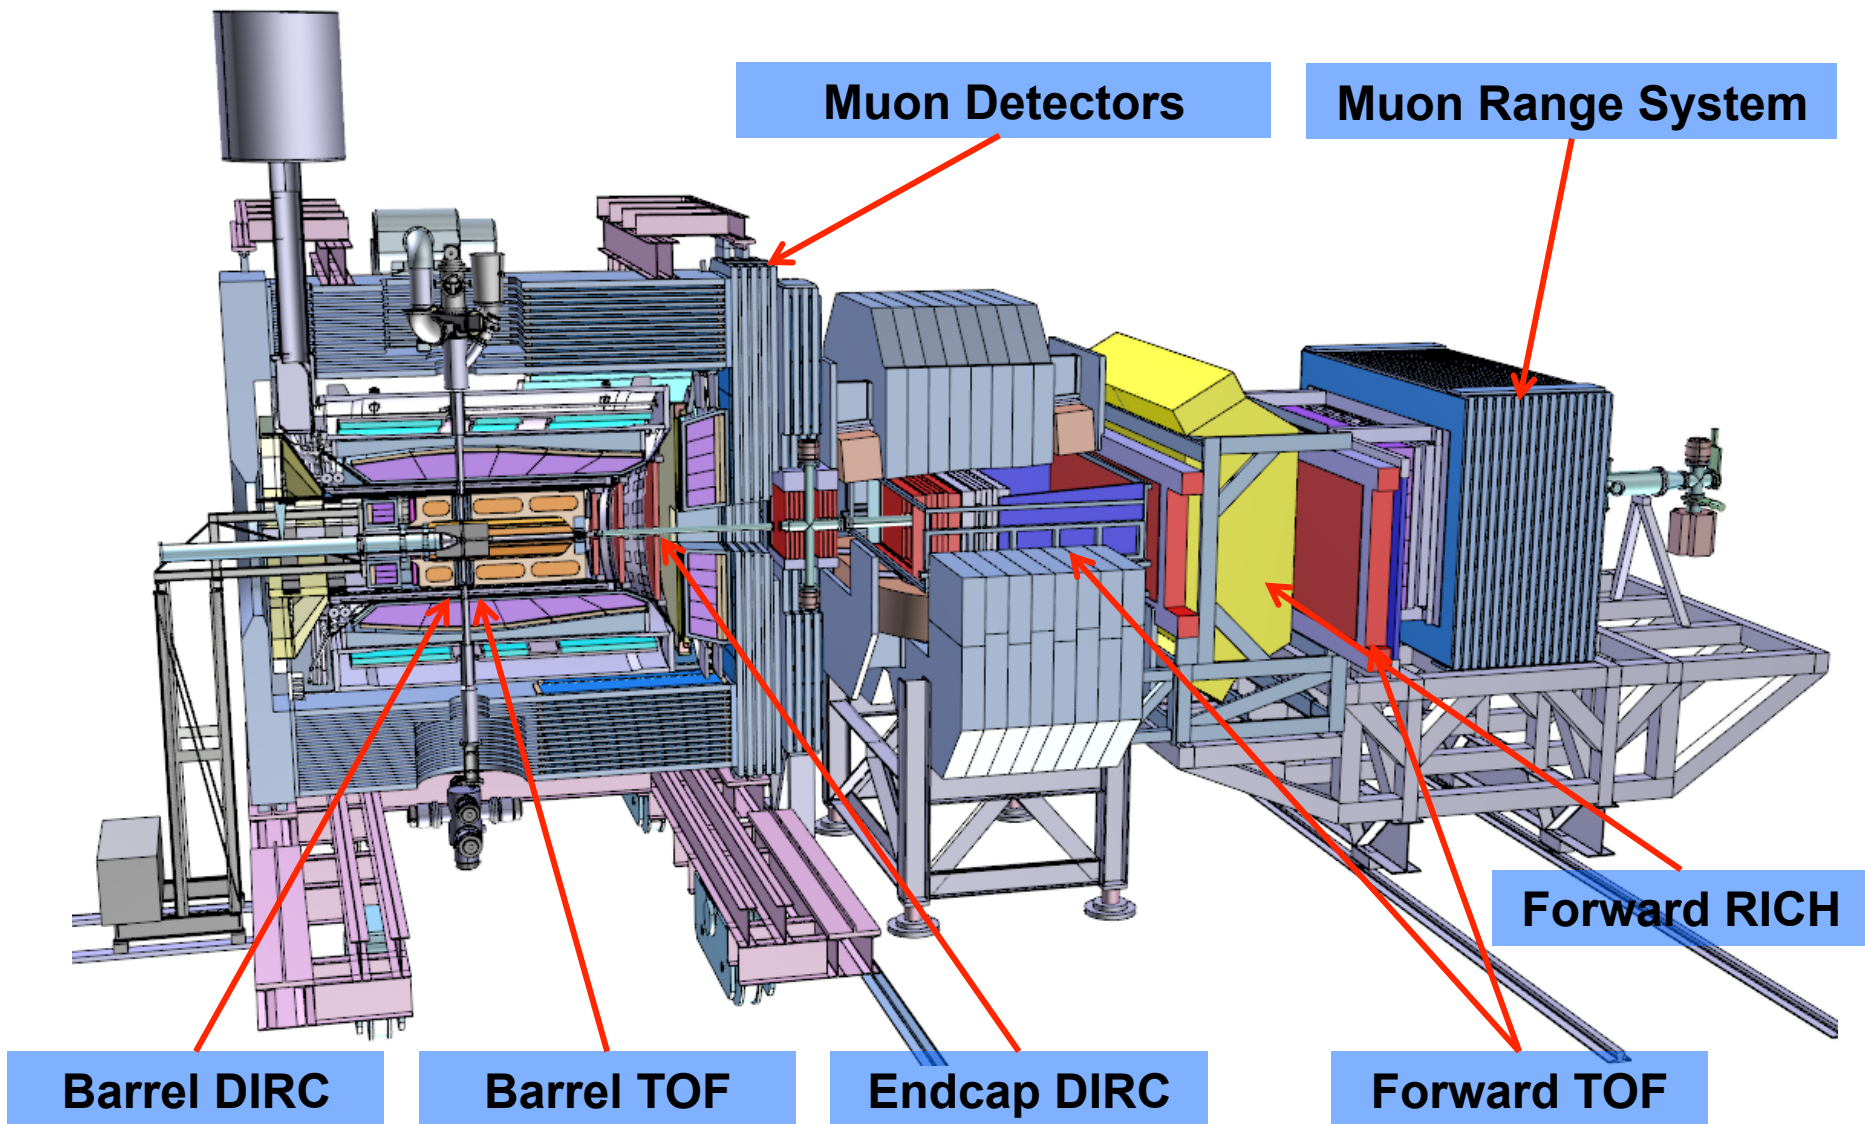 Muon Detectors
Muon Range System
Forward RICH
Barrel DIRC
Barrel TOF
Endcap DIRC
Forward TOF